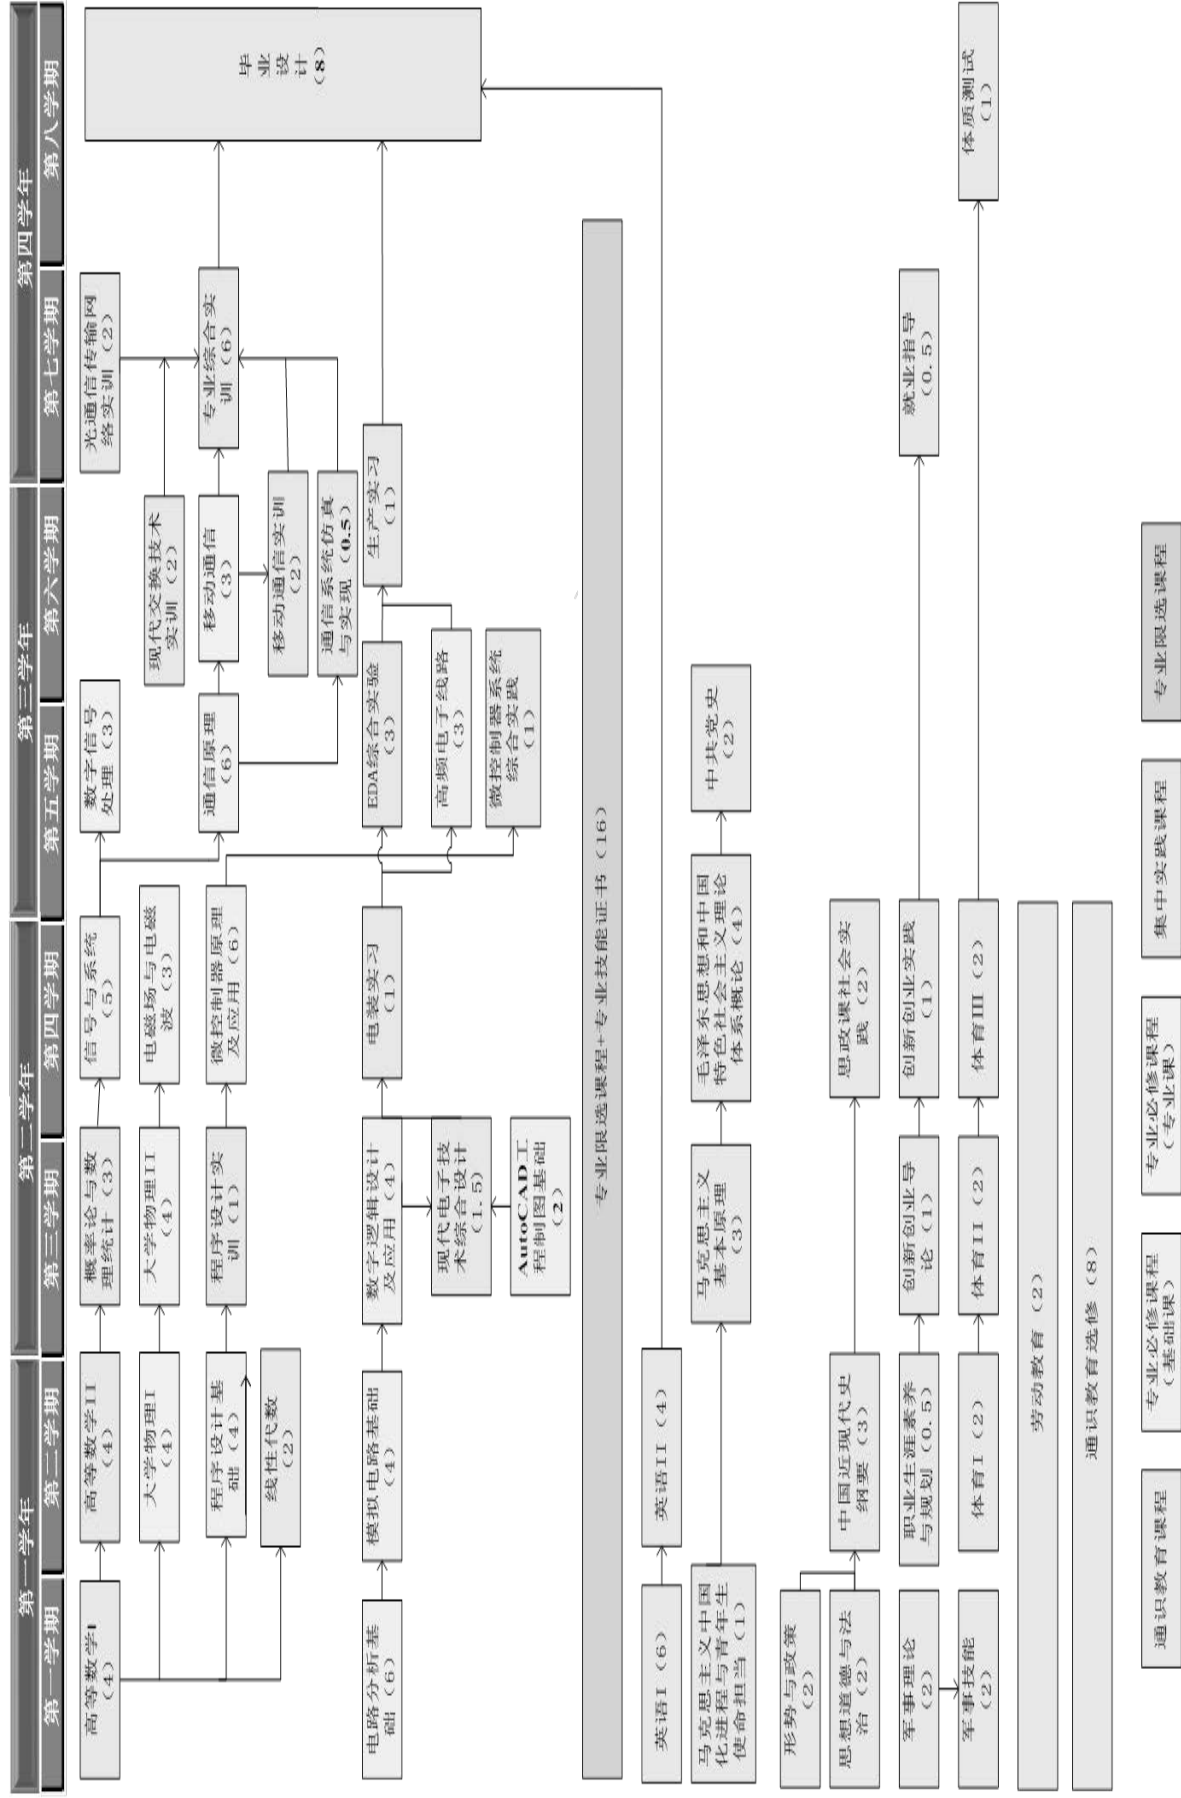 第一学年
第二学年
第三学年
第四学年
第一学期
第二学期
第三学期
第四学期
第五学期
第六学期
第七学期
第八学期
高等数学I
（4）
高等数学II
（4）
概率论与数
理统计（3）
信号与系统
（5）
数字信号
处理（3）
光通信传输网
络实训（2）
毕业设计
（8）
大学物理I
（4）
大学物理II
（4）
电磁场与电磁
波（3）
现代交换技术
实训（2）
程序设计基
础（4）
程序设计实
训（1）
微控制器原理
及应用（6）
通信原理
（6）
移动通信
（3）
专业综合实
训（6）
线性代数
（2）
移动通信实训
（2）
通信系统仿真
与实现（0.5）
电路分析基
础（6）
模拟电路基础
（4）
数字逻辑设计
及应用（4）
电装实习
（1）
EDA综合实验
（3）
生产实习
（1）
现代电子技
术综合设计
（1.5）
高频电子线路
（3）
AutoCAD工
程制图基础
（2）
微控制器系统
综合实践
（1）
专业限选课程+专业技能证书（16）
英语I（6）
英语II（4）
马克思主义中国
化进程与青年生
使命担当（1）
马克思主义
基本原理
（3）
毛泽东思想和中国
特色社会主义理论
体系概论（4）
中共党史
（2）
形势与政策
（2）
思想道德与法
治（2）
中国近现代史
纲要（3）
思政课社会实
践（2）
军事理论
（2）
职业生涯素养
与规划（0.5）
创新创业导
论（1）
创新创业实践
（1）
就业指导
（0.5）
军事技能
（2）
体育I（2）
体育II（2）
体育III（2）
体质测试
（1）
劳动教育（2）
通识教育选修（8）
通识教育课程
专业必修课程
（基础课）
专业必修课程
（专业课）
集中实践课程
专业限选课程